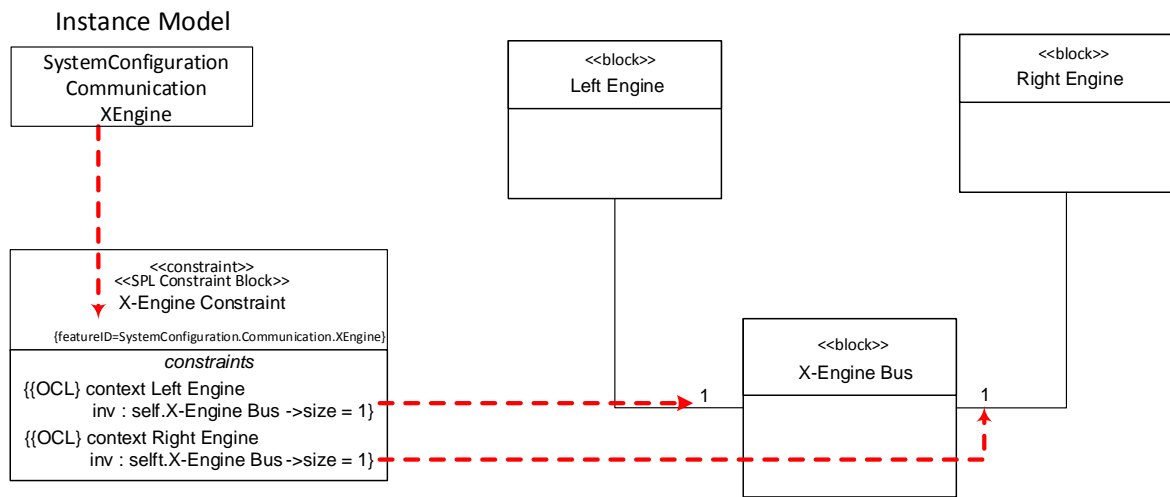 Instance Model
SystemConfiguration
Communication
XEngine
<<block>>
Left Engine
<<block>>
Right Engine
<<constraint>>
<<SPL Constraint Block>>
X-Engine Constraint
{featureID=SystemConfiguration.Communication.XEngine}
constraints
{{OCL} context Left Engine
inv : self.X-Engine Bus ->size = 1}
{{OCL} context Right Engine
inv : selft.X-Engine Bus ->size = 1}
<<block>>
X-Engine Bus
1
1